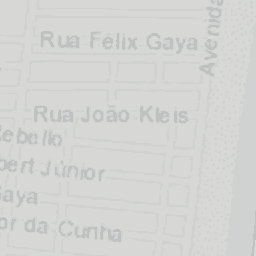 Rua Felix Gaya
Avenida
Rua João Kleis
Rebello
bert Júnior
Gaya
or da Cunha